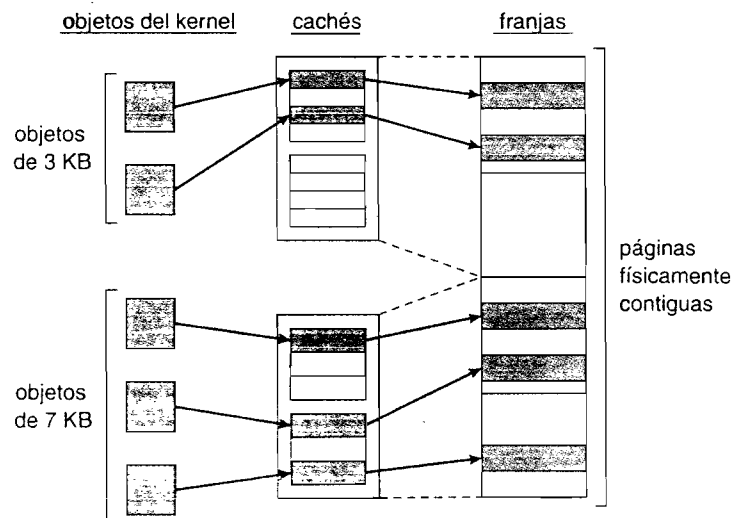 objetos del kernel
cachés
franjas
objetos
de 3 KB
objetos
de 7 KB
páginas
físicamente
contiguas